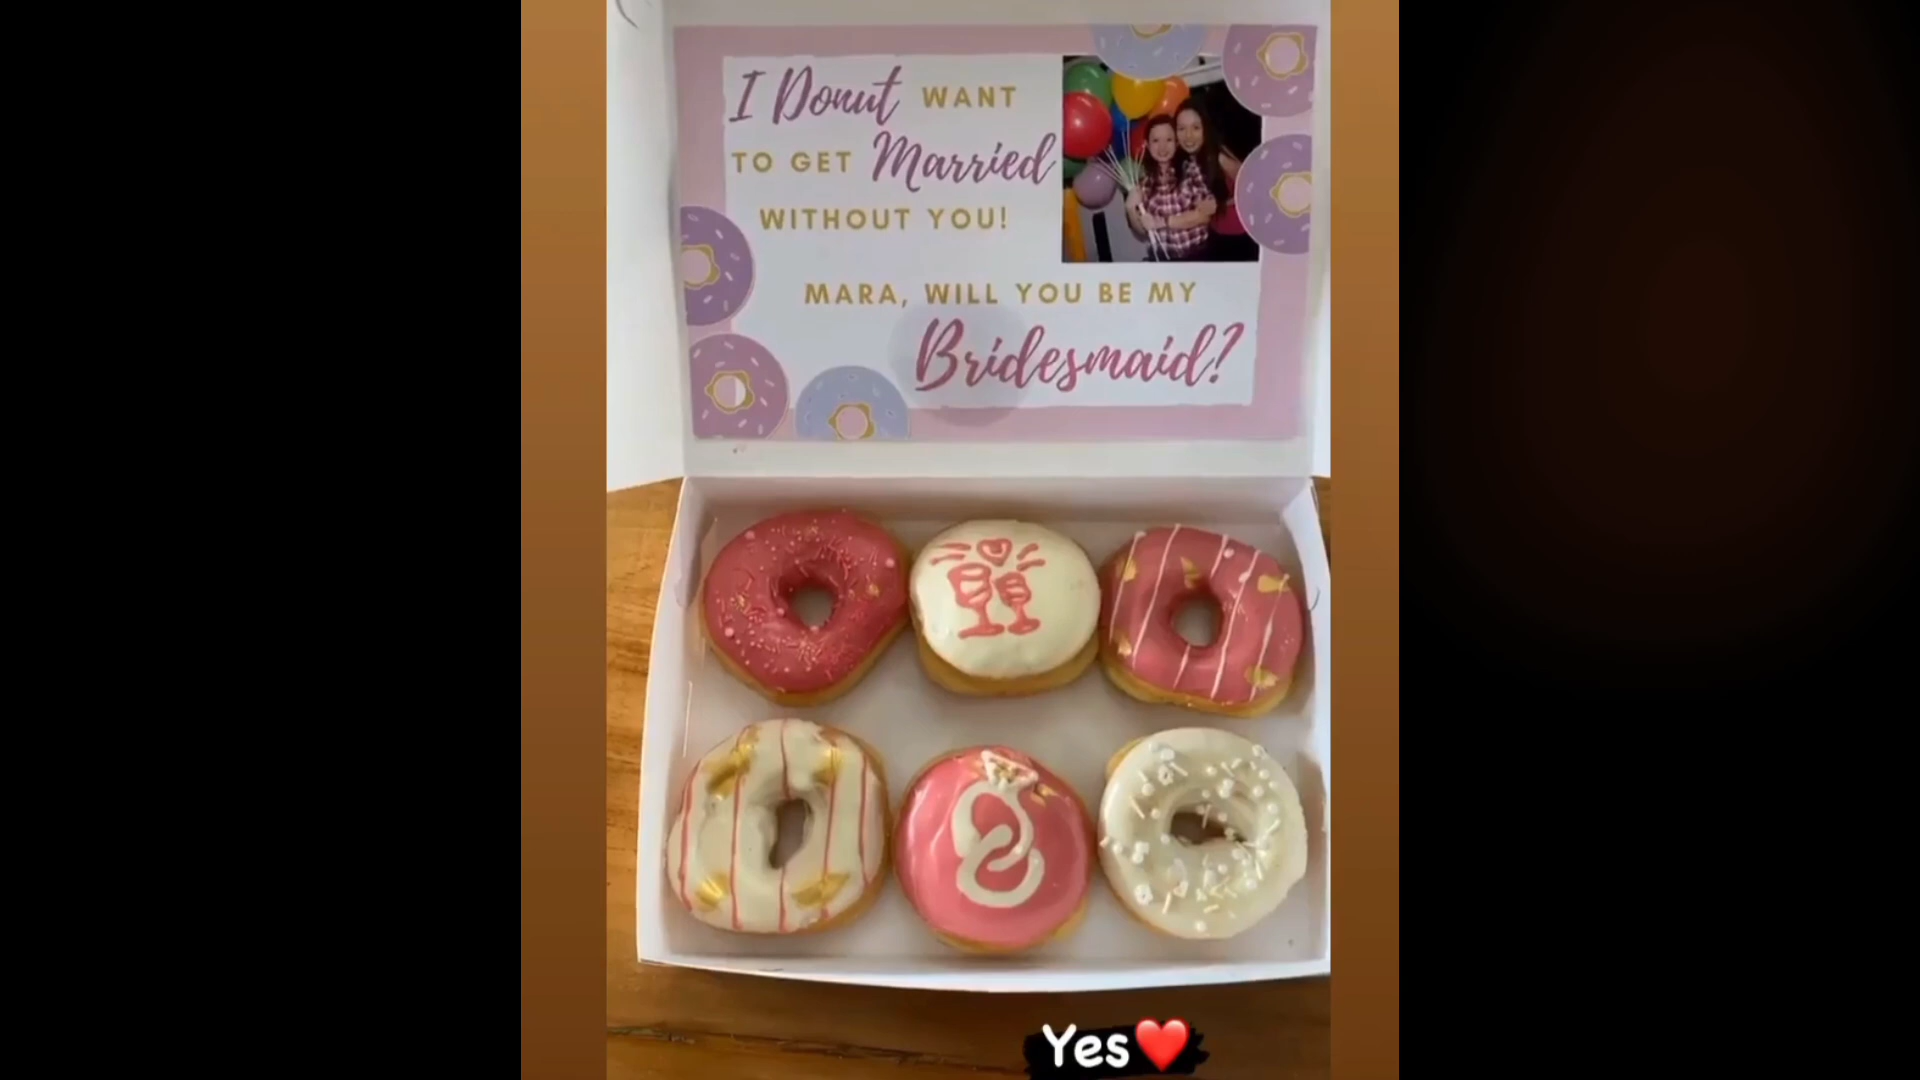 I Donut WANT
TO GET Married
WITHOUT YOU!
MARA, WILL YOU BE MY
Bridesmaid?
Yes❤️